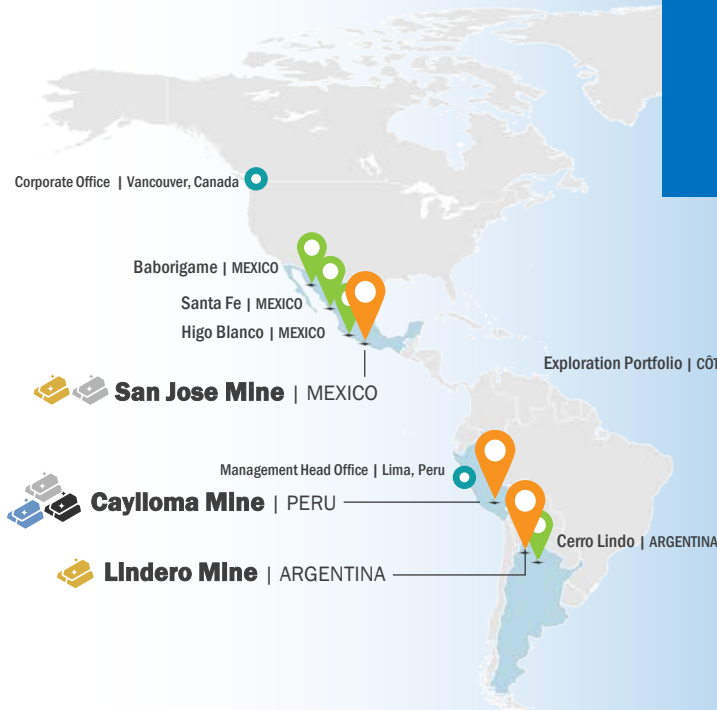 Corporate Office | Vancouver, Canada
Baborigame | MEXICO
Santa Fe | MEXICO
Higo Blanco | MEXICO
Exploration Portfolio | CÔT
San Jose Mine | MEXICO
Management Head Office | Lima, Peru
Caylloma Mine | PERU
Cerro Lindo | ARGENTINA
Lindero Mine | ARGENTINA